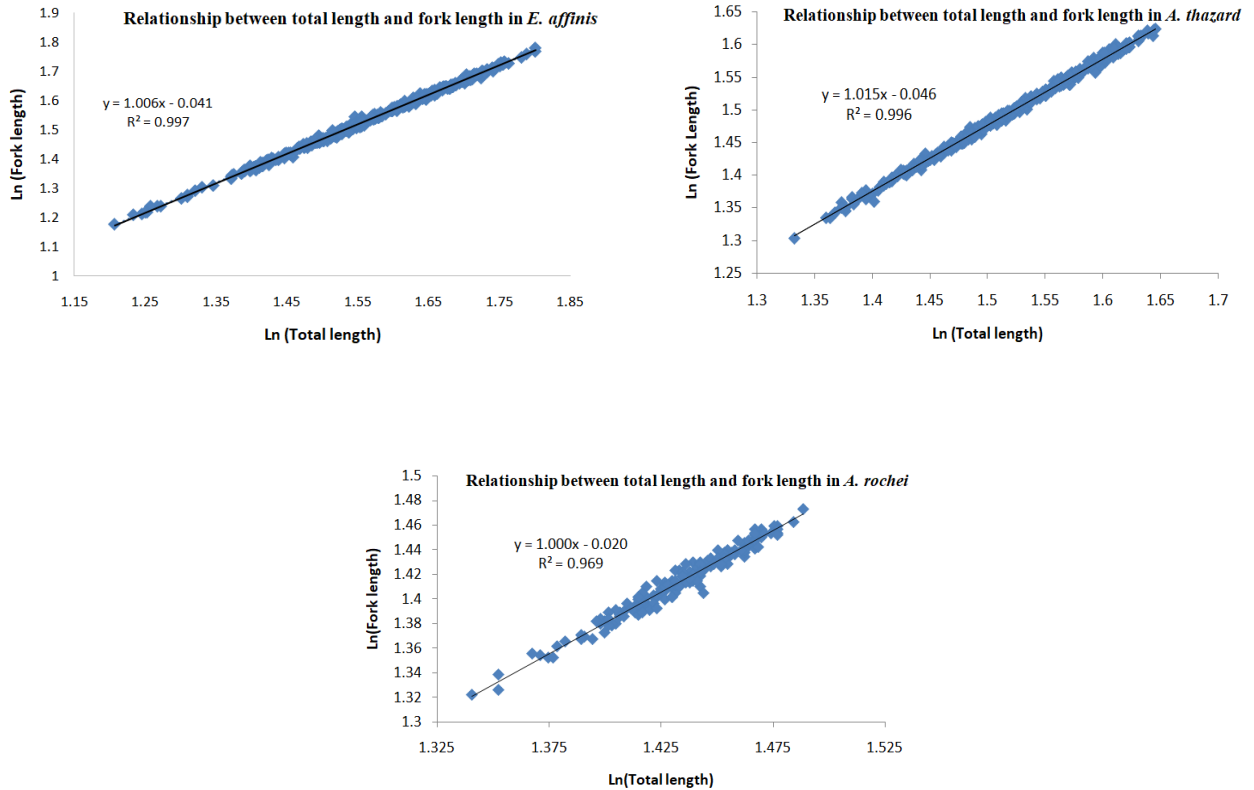 Relationship between total length and fork length in E. affinis
1.9
1.8
1.7
1.6
1.5
1.4
1.3
1.2
1.1
1
Ln (Fork length)
y = 1.006x - 0.041
R² = 0.997
1.15 1.25 1.35 1.45 1.55 1.65 1.75 1.85
Ln (Total length)
Relationship between total length and fork length in A. thazard
1.65
1.6
1.55
1.5
1.45
1.4
1.35
1.3
1.25
Ln (Fork Length)
y = 1.015x - 0.046
R² = 0.996
1.3 1.35 1.4 1.45 1.5 1.55 1.6 1.65 1.7
Ln (Total length)
Relationship between total length and fork length in A. rochei
1.5
1.48
1.46
1.44
1.42
1.4
1.38
1.36
1.34
1.32
1.3
Ln(Fork length)
y = 1.000x - 0.020
R² = 0.969
1.325 1.375 1.425 1.475 1.525
Ln(Total length)